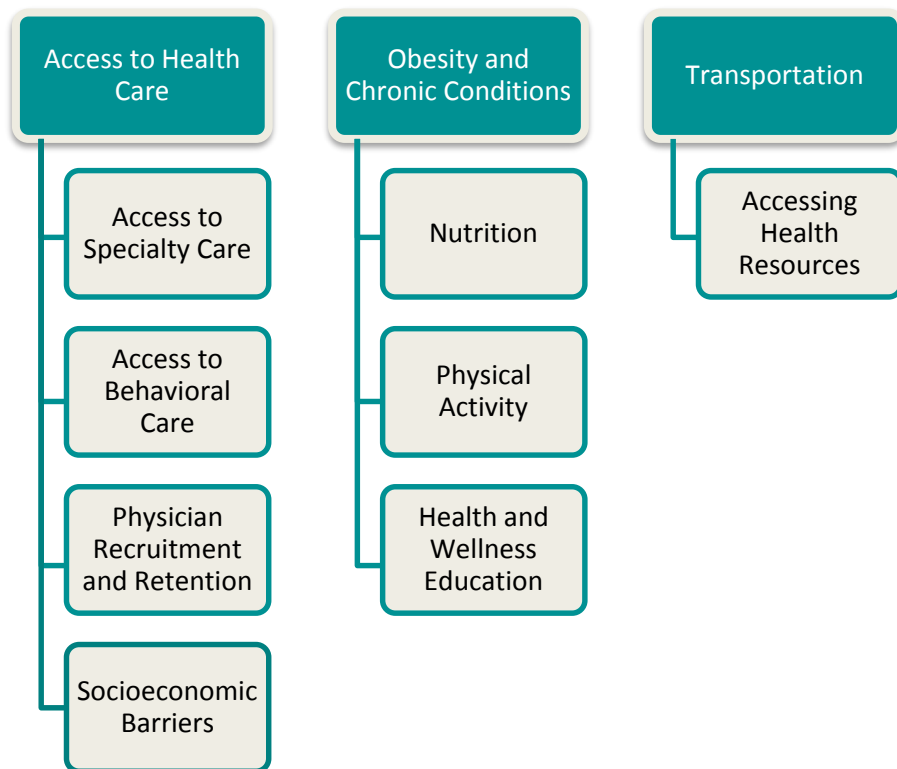 Access to Health
Care
Access to
Specialty Care
Access to
Behavioral
Care
Physician
Recruitment
and Retention
Socioeconomic
Barriers
Obesity and
Chronic Conditions
Nutrition
Physical
Activity
Health and
Wellness
Education
Transportation
Accessing
Health
Resources